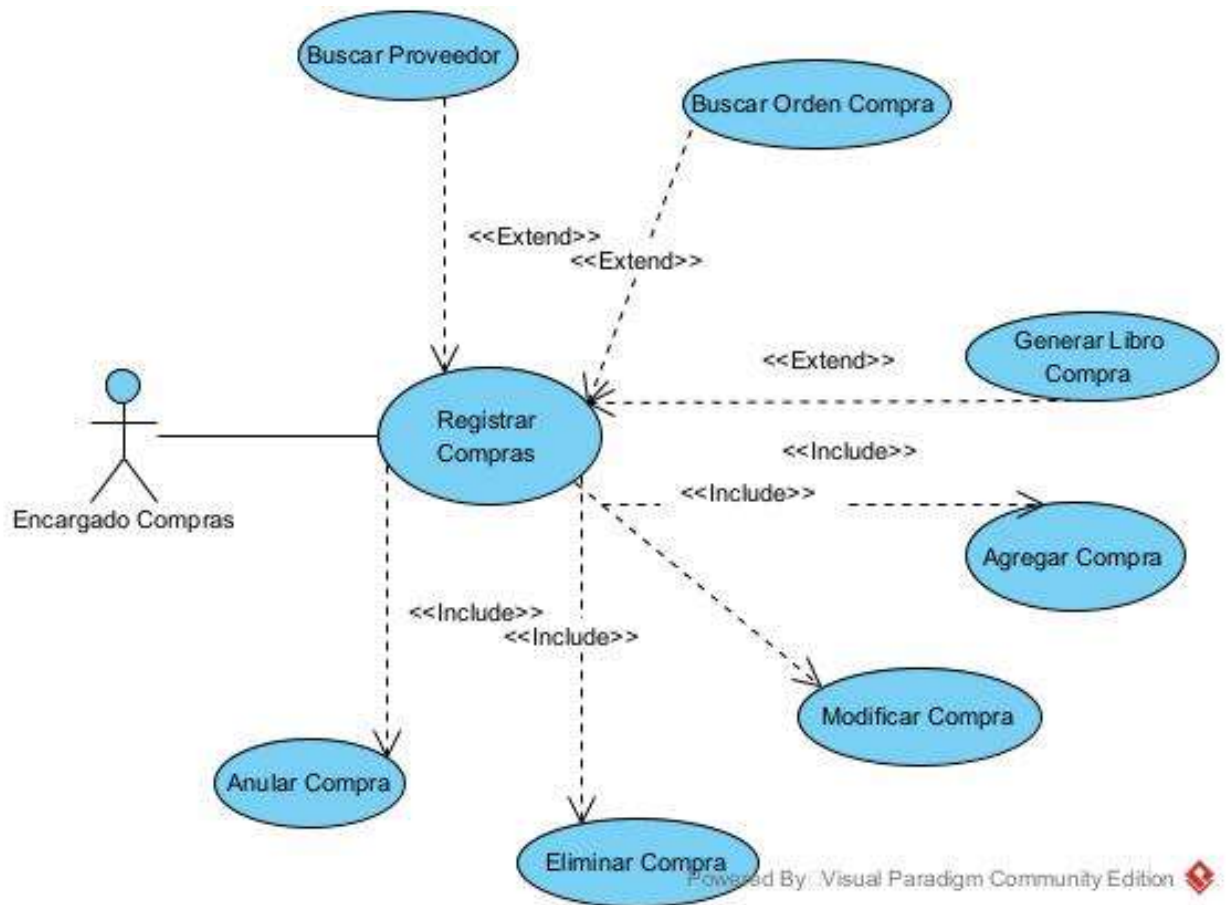 Buscar Proveedor
Buscar Orden Compra
<<Extend>>
<<Extend>>
Generar Libro
Compra
<<Extend>>
Registrar
Compras
<<Include>>
<<Include>>
Encargado Compras
Agregar Compra
<<Include>>
<<Include>>
Modificar Compra
Anular Compra
Eliminar Compra
Powered By Visual Paradigm Community Edition